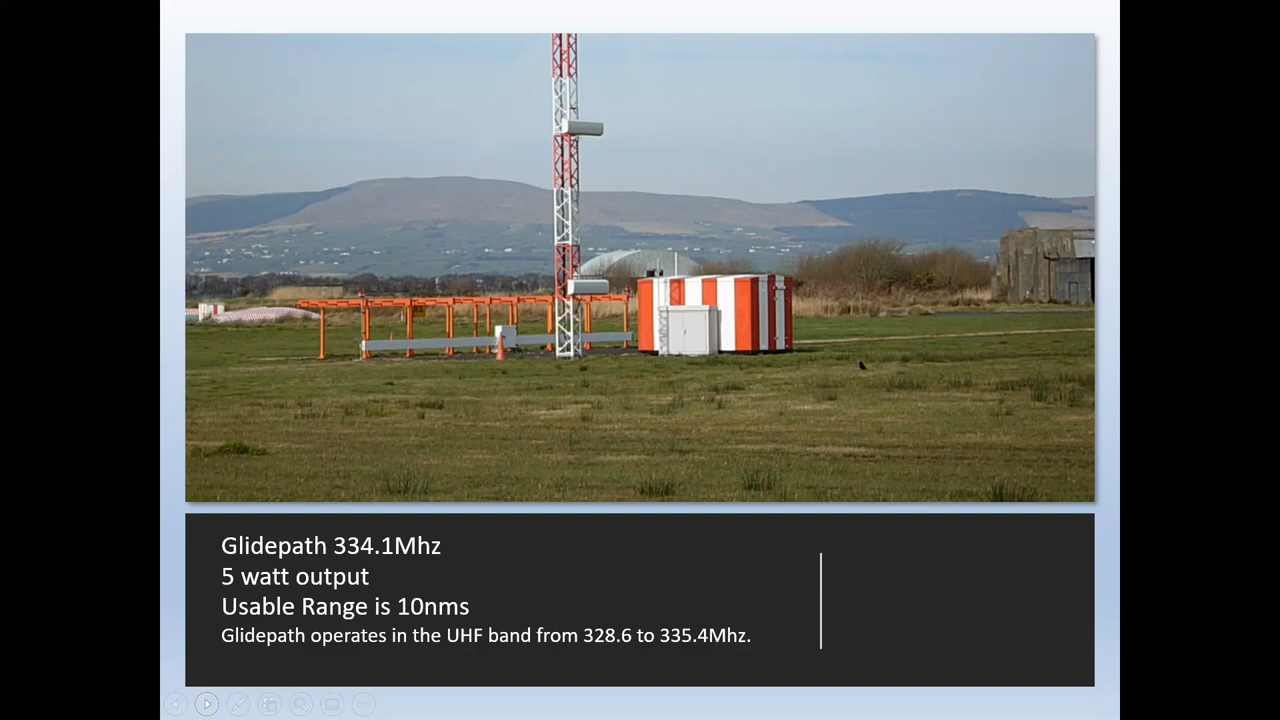 Glidepath 334.1Mhz
5 watt output
Usable Range is 10nms
Glidepath operates in the UHF band from 328.6 to 335.4Mhz.